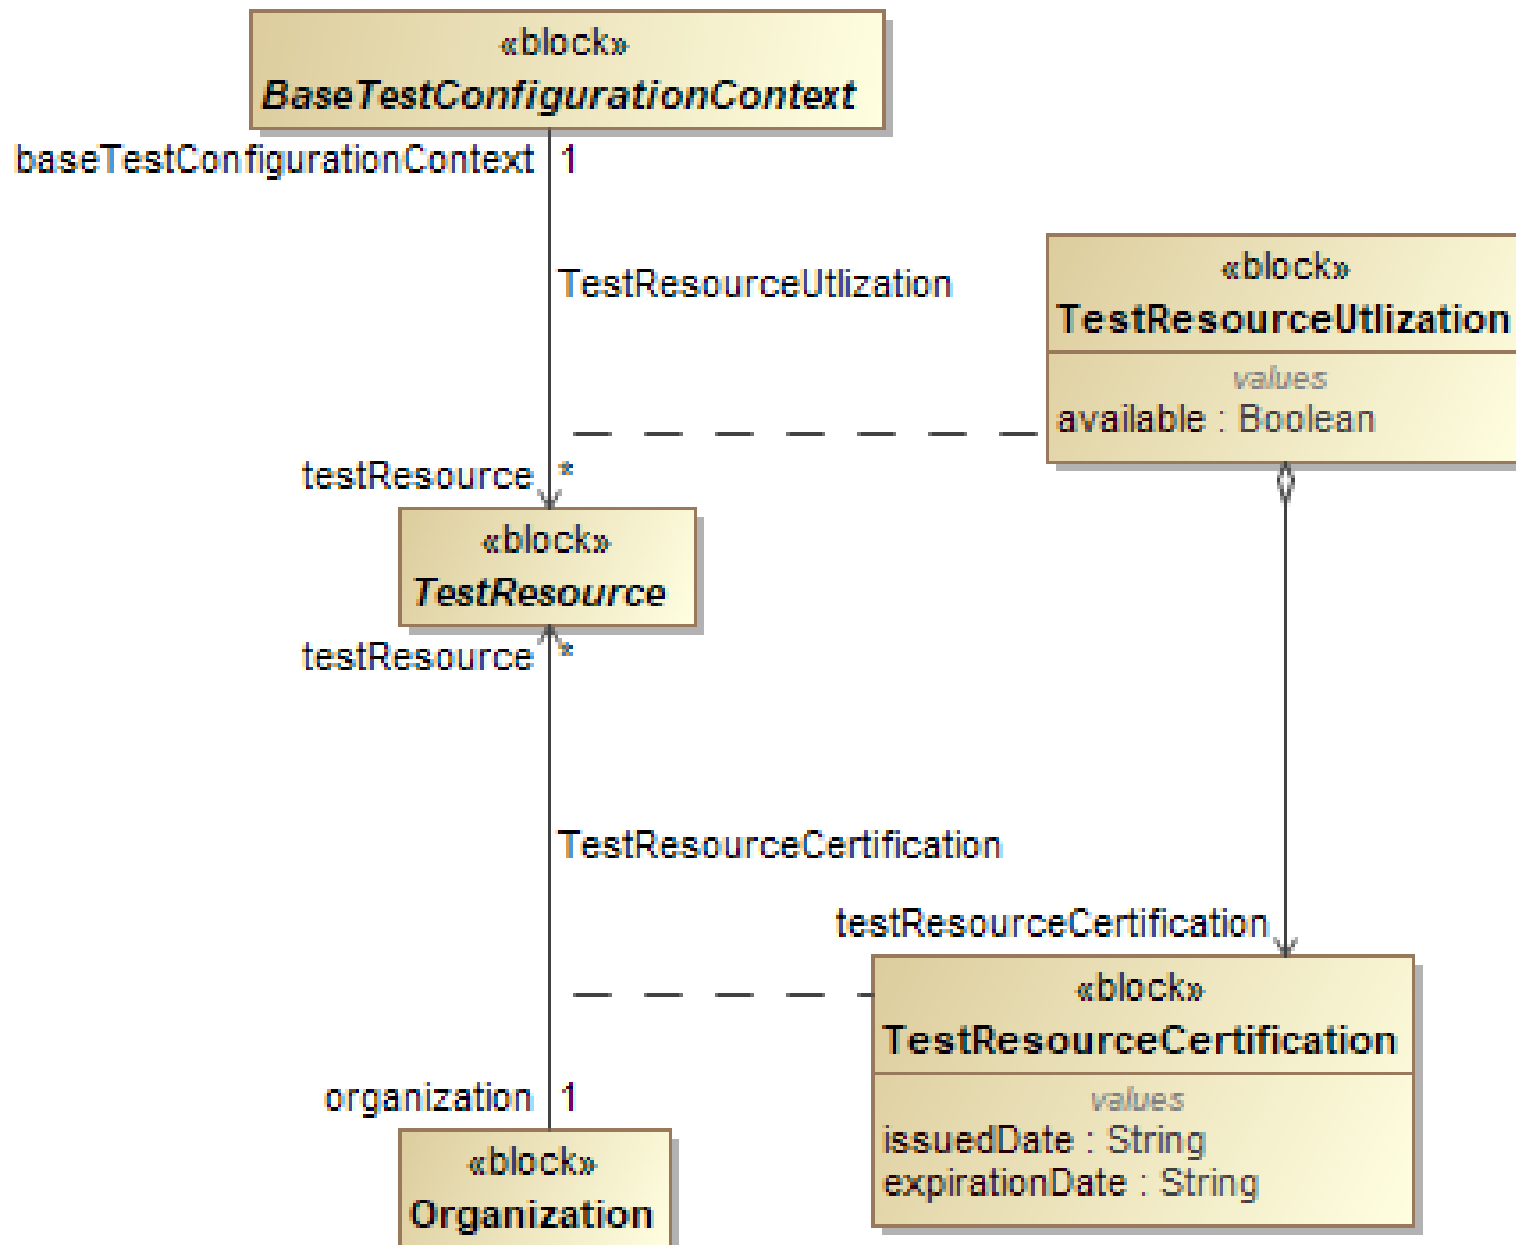 «block»
BaseTestConfigurationContext
baseTestConfigurationContext 1
TestResourceUtlization
«block»
TestResourceUtlization
values
available : Boolean
testResource *
«block»
TestResource
testResource *
TestResourceCertification
testResourceCertification
«block»
TestResourceCertification
values
issuedDate : String
expirationDate : String
organization 1
«block»
Organization